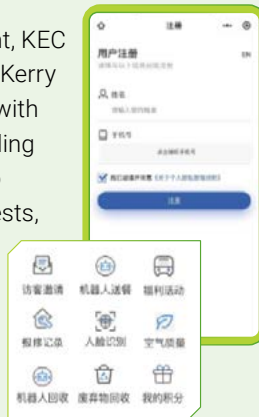 t, KEC
Kerry
with
ling
ests,
注册
用户注册
EN
姓名
手机号
注册
访客邀请
机器人送餐
福利活动
报修记录
人脸识别
空气质量
机器人回收
废弃物回收
我的积分